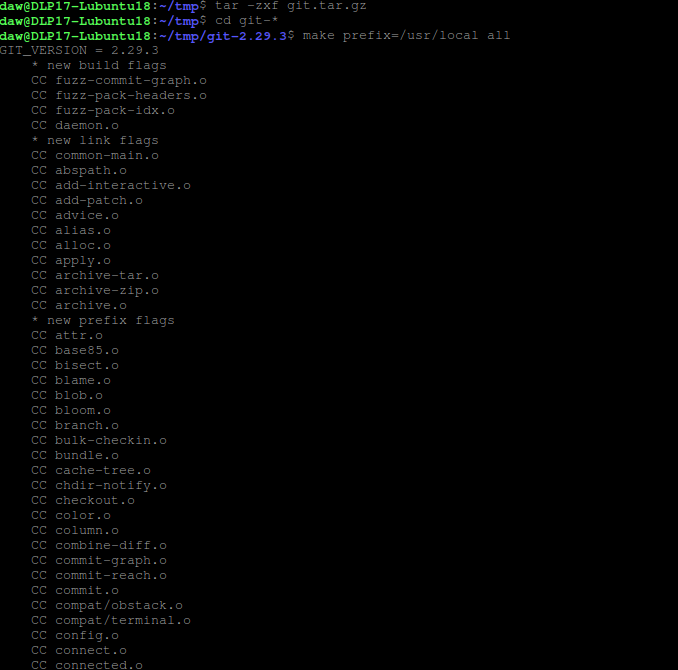 daw@DLP17-Lubuntu18:~/tmp$ tar -zxf git.tar.gz
daw@DLP17-Lubuntu18:~/tmp$ cd git-*
daw@DLP17-Lubuntu18:~/tmp/git-2.29.3$ make prefix=/usr/local all
GIT_VERSION = 2.29.3
    * new build flags
    CC fuzz-commit-graph.o
    CC fuzz-pack-headers.o
    CC fuzz-pack-idx.o
    CC daemon.o
    * new link flags
    CC common-main.o
    CC abspath.o
    CC add-interactive.o
    CC add-patch.o
    CC advice.o
    CC alias.o
    CC alloc.o
    CC apply.o
    CC archive-tar.o
    CC archive-zip.o
    CC archive.o
    * new prefix flags
    CC attr.o
    CC base85.o
    CC bisect.o
    CC blame.o
    CC blob.o
    CC bloom.o
    CC branch.o
    CC bulk-checkin.o
    CC bundle.o
    CC cache-tree.o
    CC chdir-notify.o
    CC checkout.o
    CC color.o
    CC column.o
    CC combine-diff.o
    CC commit-graph.o
    CC commit-reach.o
    CC commit.o
    CC compat/obstack.o
    CC compat/terminal.o
    CC config.o
    CC connect.o
    CC connected.o